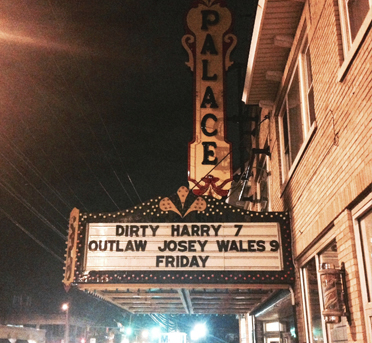 PALACE
DIRTY HARRY 7
OUTLAW JOSEY WALES 9
FRIDAY